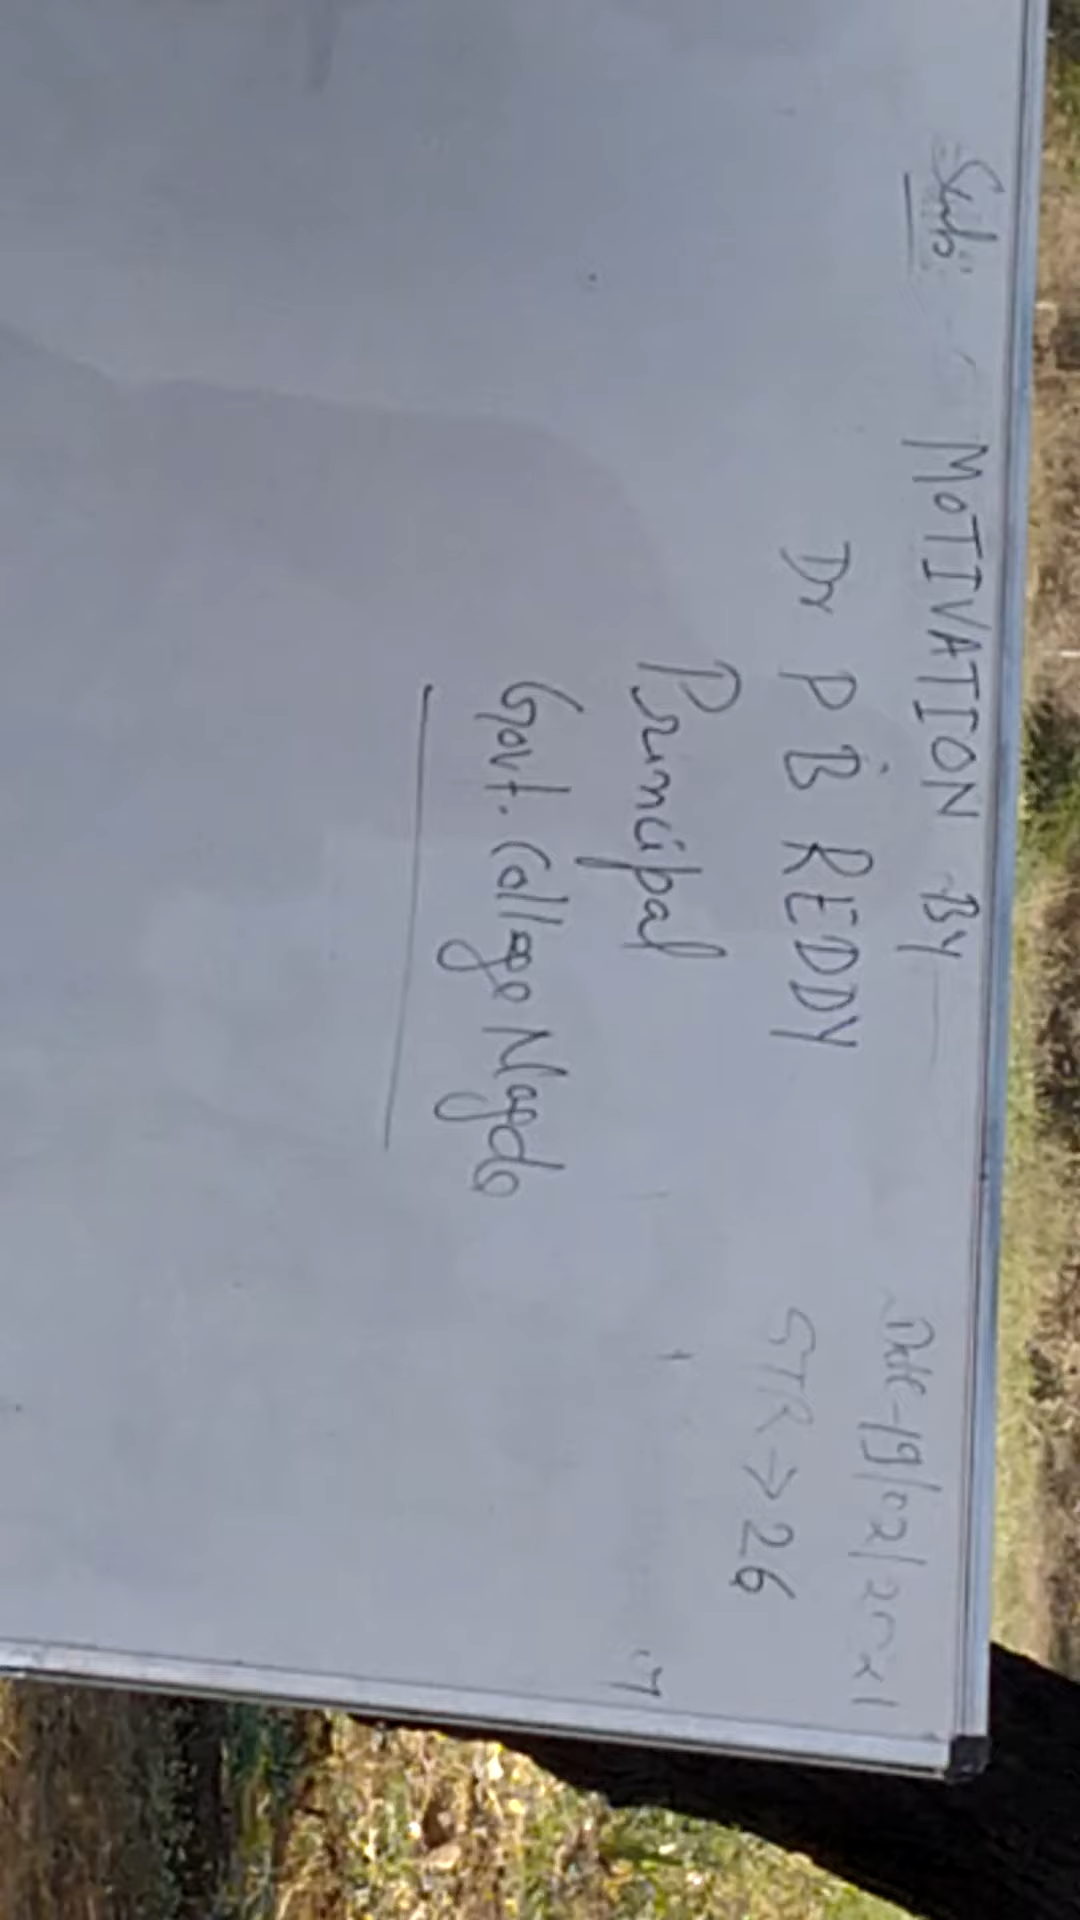 Sub:- MOTIVATION By
Date-19/02/2021
Dr P B REDDY
STR→26
Principal
Govt. College Nagda